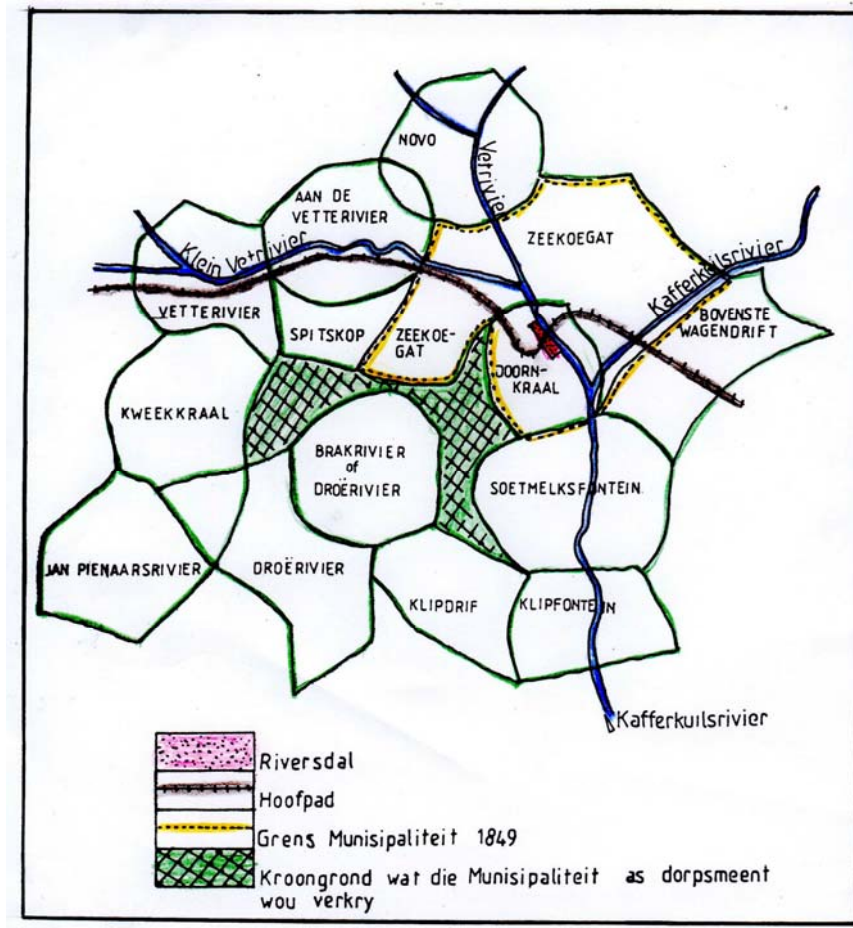 NOVO
Vetrivier
AAN DE
VETTERIVIER
ZEEKOEGAT
Klein Vetrivier
Kafferkuilsrivier
VETTERIVIER
SPITSKOP
ZEEKOE-
GAT
BOVENSTE
WAGENDRIFT
DOORN-
KRAAL
KWEEKKRAAL
BRAKRIVIER
of
DROËRIVIER
SOETMELKSFONTEIN
JAN PIENAARSRIVIER
DROËRIVIER
KLIPDRIF
KLIPFONTEIN
Kafferkuilsrivier
Riversdal
Hoofpad
Grens Munisipaliteit 1849
Kroongrond wat die Munisipaliteit as dorpsmeent
wou verkry